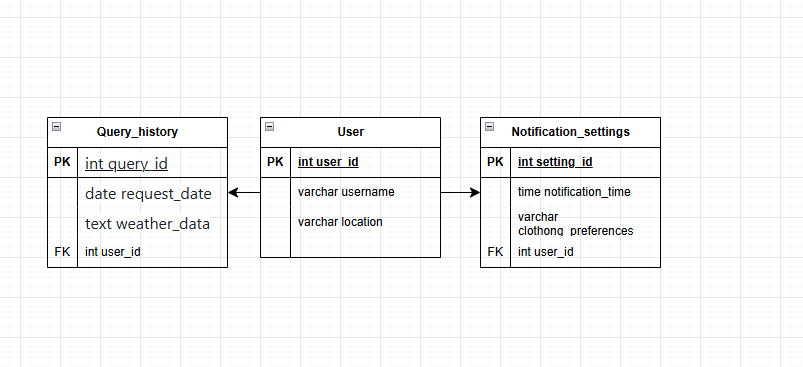 Query_history
PK int query_id
date request_date
text weather_data
FK int user_id
User
PK int user_id
varchar username
varchar location
Notification_settings
PK int setting_id
time notification_time
varchar
clothong_preferences
FK int user_id